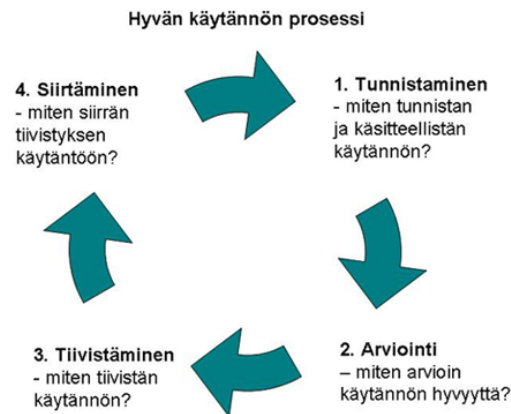 Hyvän käytännön prosessi
1. Tunnistaminen
- miten tunnistan
ja käsitteellistän
käytännön?
2. Arviointi
– miten arvioin
käytännön hyvyyttä?
3. Tiivistäminen
- miten tiivistän
käytännön?
4. Siirtäminen
- miten siirrän
tiivistyksen
käytäntöön?